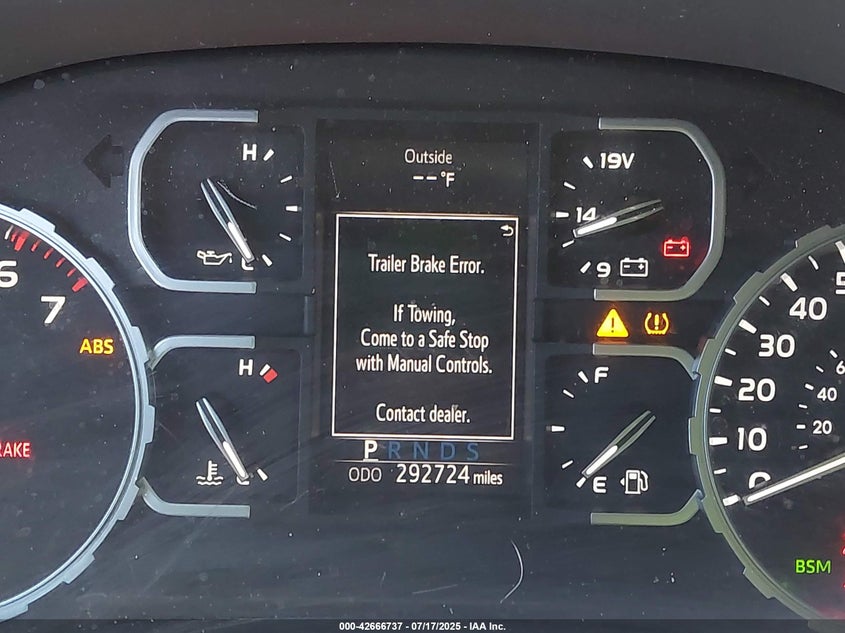 Outside
--°F
H
L
19V
14
9
Trailer Brake Error.
If Towing,
Come to a Safe Stop
with Manual Controls.
Contact dealer.
6
7
ABS
H
F
E
P R N D S
ODO 292724 miles
40
30
20
10
0
40
20
BSM
000-42666737 - 07/17/2025 - IAA Inc.